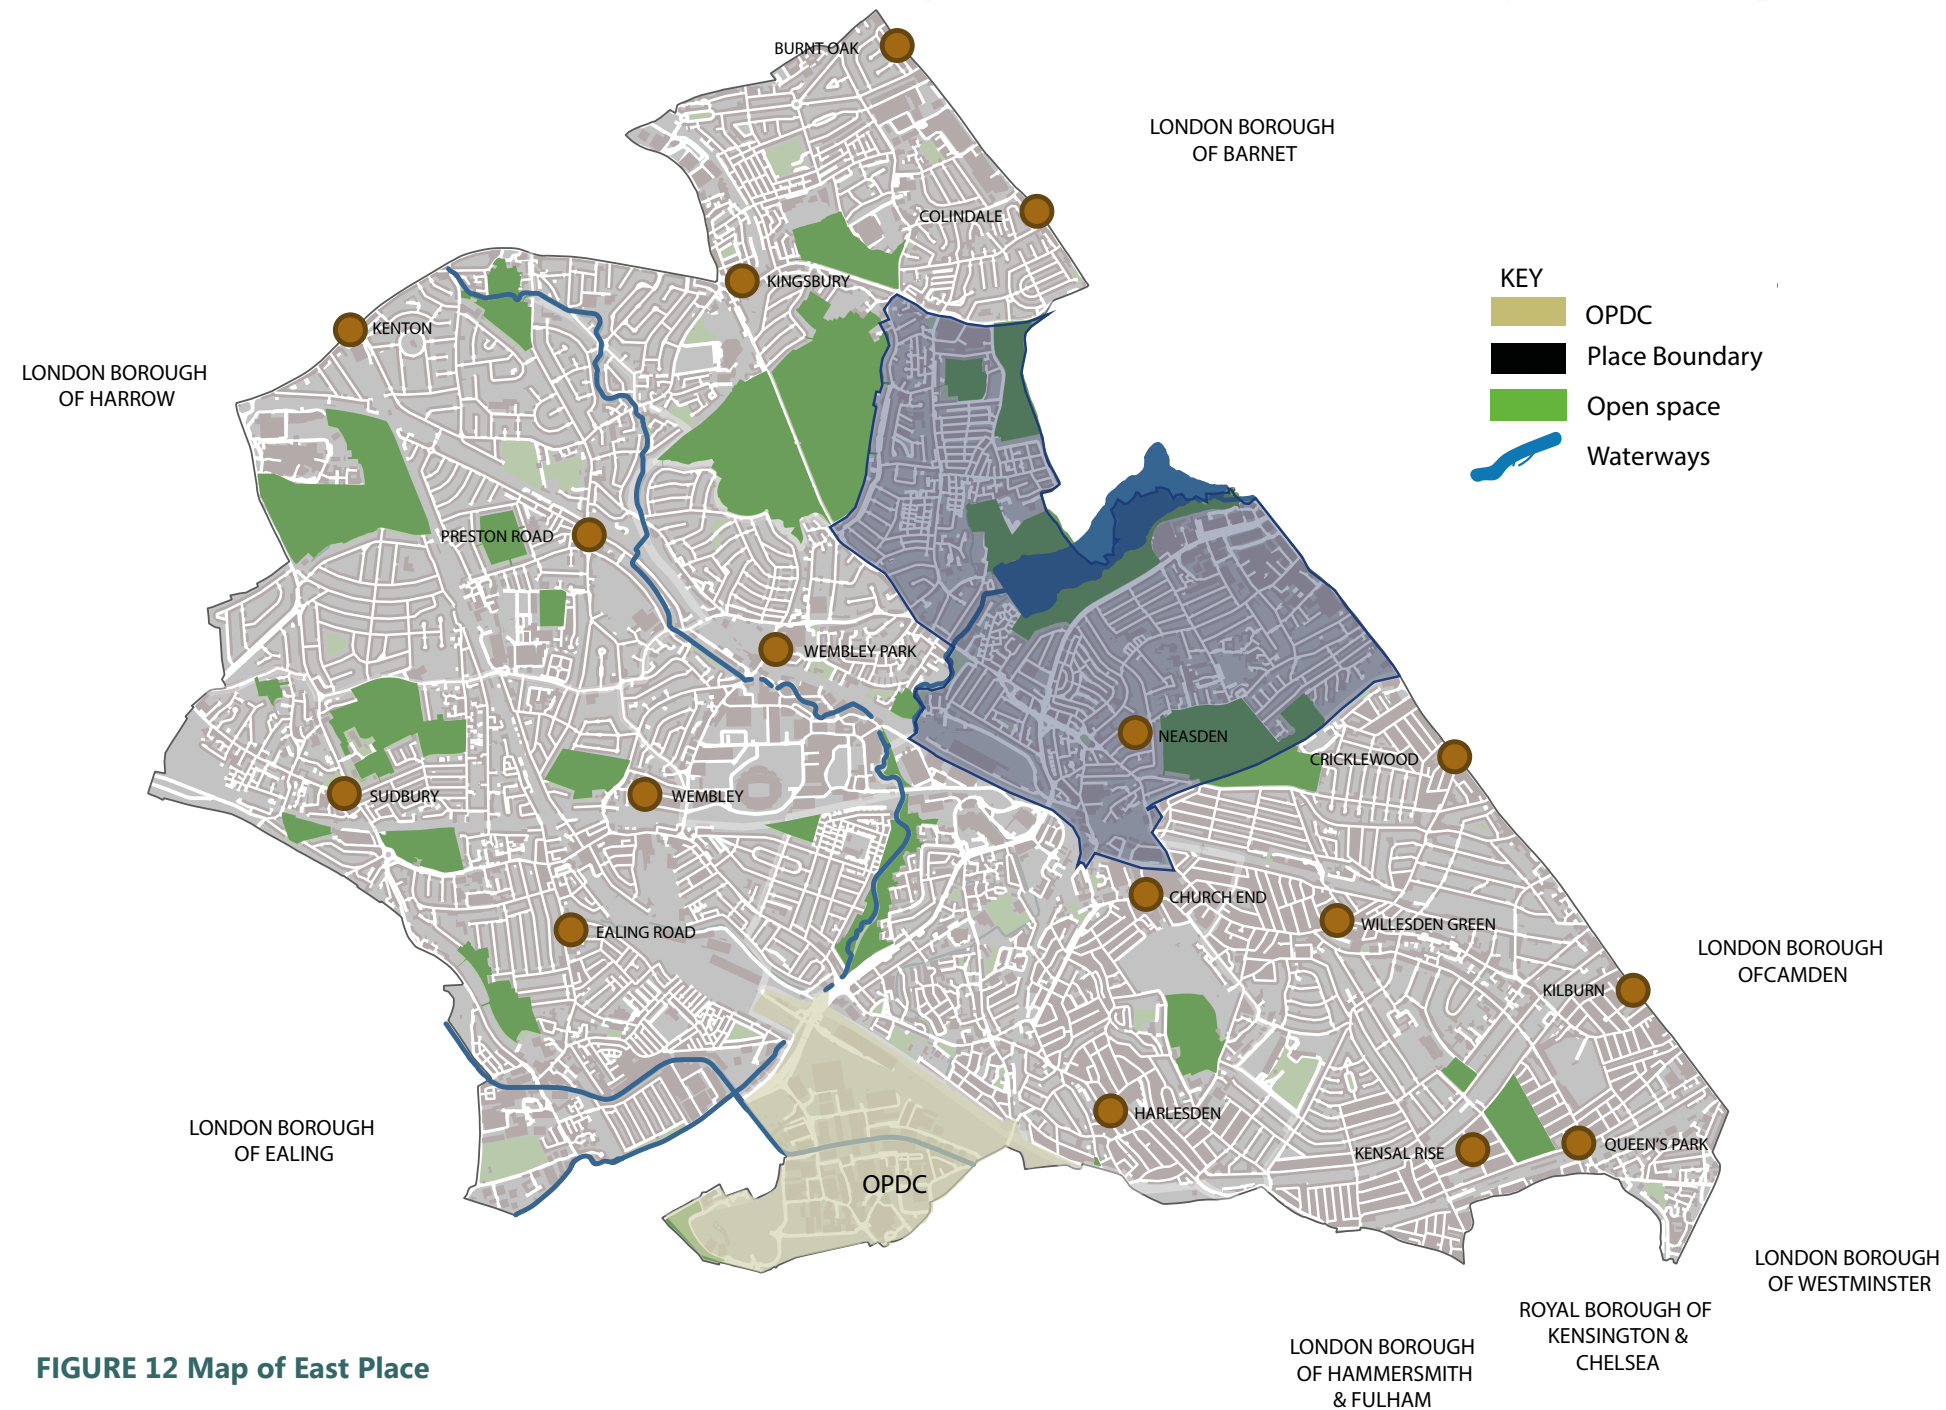 BURNT OAK
LONDON BOROUGH
OF BARNET
COLINDALE
KINGSBURY
KEY
OPDC
Place Boundary
Open space
Waterways
KENTON
LONDON BOROUGH
OF HARROW
PRESTON ROAD
WEMBLEY PARK
NEASDEN
CRICKLEWOOD
SUDBURY
WEMBLEY
CHURCH END
WILLESDEN GREEN
EALING ROAD
LONDON BOROUGH
OFCAMDEN
KILBURN
HARLESDEN
LONDON BOROUGH
OF EALING
KENSAL RISE
QUEEN'S PARK
OPDC
LONDON BOROUGH
OF WESTMINSTER
ROYAL BOROUGH OF
KENSINGTON &
CHELSEA
LONDON BOROUGH
OF HAMMERSMITH
& FULHAM
FIGURE 12 Map of East Place